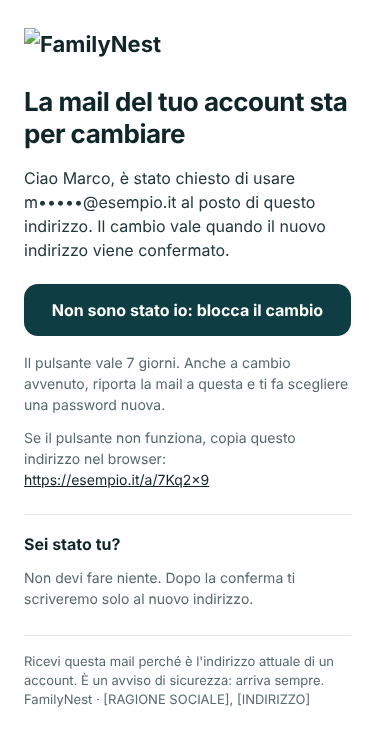 FamilyNest
La mail del tuo account sta
per cambiare
Ciao Marco, è stato chiesto di usare
m•••••@esempio.it al posto di questo
indirizzo. Il cambio vale quando il nuovo
indirizzo viene confermato.
Non sono stato io: blocca il cambio
Il pulsante vale 7 giorni. Anche a cambio
avvenuto, riporta la mail a questa e ti fa scegliere
una password nuova.
Se il pulsante non funziona, copia questo
indirizzo nel browser:
https://esempio.it/a/7Kq2×9
Sei stato tu?
Non devi fare niente. Dopo la conferma ti
scriveremo solo al nuovo indirizzo.
Ricevi questa mail perché è l'indirizzo attuale di un
account. È un avviso di sicurezza: arriva sempre.
FamilyNest · [RAGIONE SOCIALE], [INDIRIZZO]